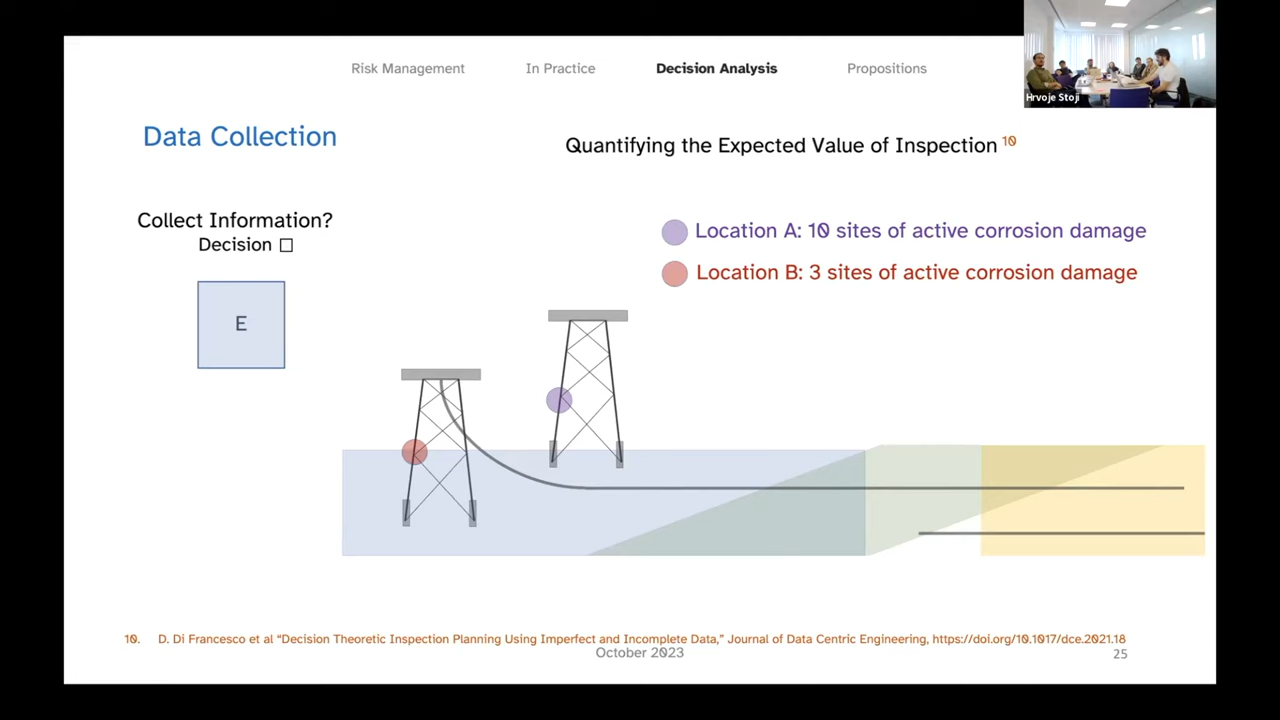 Risk Management In Practice Decision Analysis Propositions
Hrvoje Stoji
Data Collection
Quantifying the Expected Value of Inspection 10
Collect Information?
Decision □
E
Location A: 10 sites of active corrosion damage
Location B: 3 sites of active corrosion damage
10. D. Di Francesco et al “Decision Theoretic Inspection Planning Using Imperfect and Incomplete Data,” Journal of Data Centric Engineering, https://doi.org/10.1017/dce.2021.18
October 2023
25